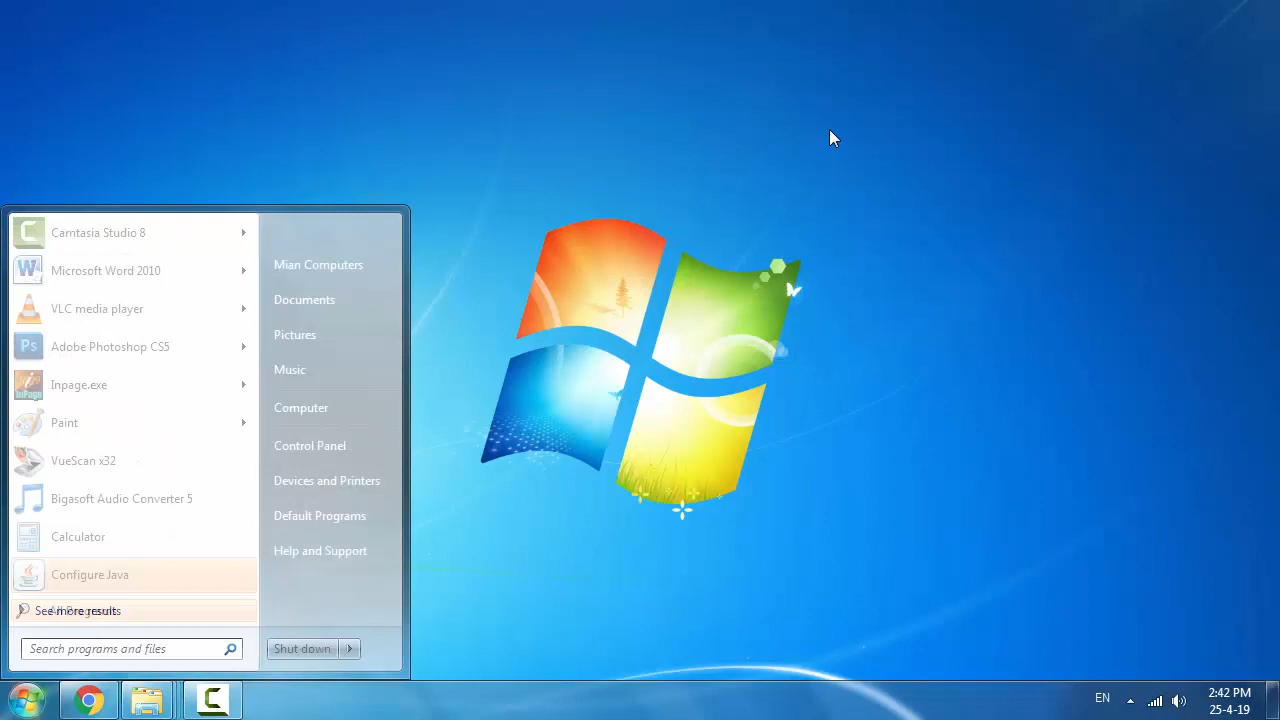 Camtasia Studio 8
Microsoft Word 2010
VLC media player
Ps
Adobe Photoshop CS5
Inpage.exe
Paint
VueScan x32
Bigasoft Audio Converter 5
Calculator
Configure Java
See more results
Search programs and files
Mian Computers
Documents
Pictures
Music
Computer
Control Panel
Devices and Printers
Default Programs
Help and Support
Shut down
EN
2:42 PM
25-4-19